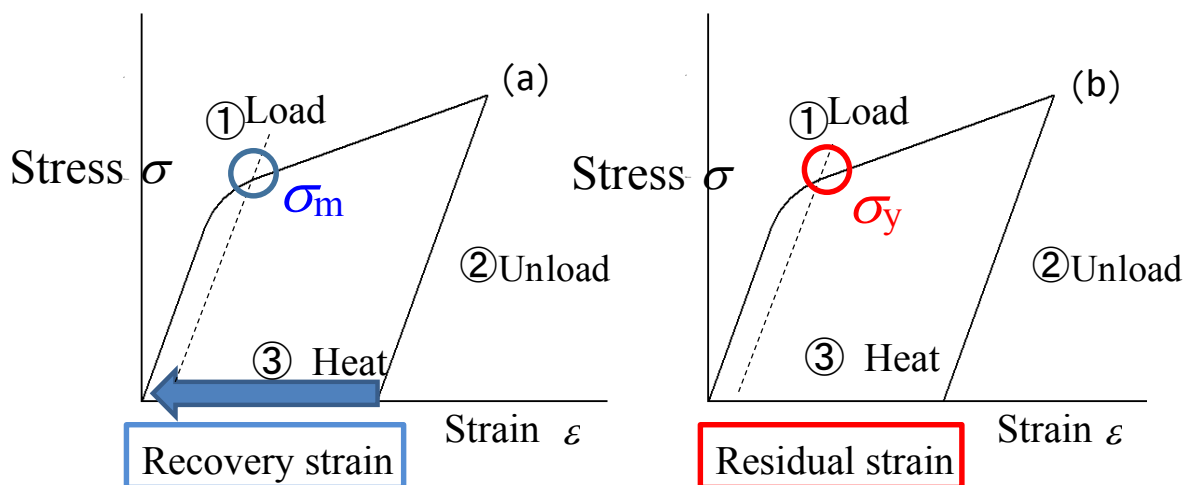 (a)
①Load
Stress σ
σm
②Unload
③ Heat
Strain ε
Recovery strain
(b)
①Load
Stress σ
σy
②Unload
③ Heat
Strain ε
Residual strain